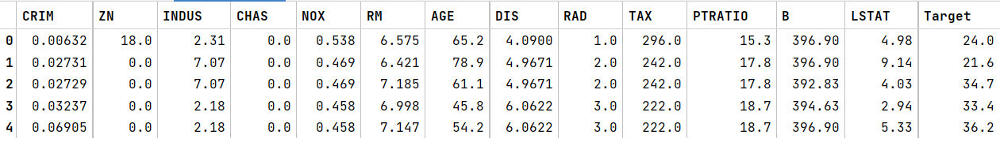 CRIM ZN INDUS CHAS NOX RM AGE DIS RAD TAX PTRATIO B LSTAT Target
0 0.00632 18.0 2.31 0.0 0.538 6.575 65.2 4.0900 1.0 296.0 15.3 396.90 4.98 24.0
1 0.02731 0.0 7.07 0.0 0.469 6.421 78.9 4.9671 2.0 242.0 17.8 396.90 9.14 21.6
2 0.02729 0.0 7.07 0.0 0.469 7.185 61.1 4.9671 2.0 242.0 17.8 392.83 4.03 34.7
3 0.03237 0.0 2.18 0.0 0.458 6.998 45.8 6.0622 3.0 222.0 18.7 394.63 2.94 33.4
4 0.06905 0.0 2.18 0.0 0.458 7.147 54.2 6.0622 3.0 222.0 18.7 396.90 5.33 36.2